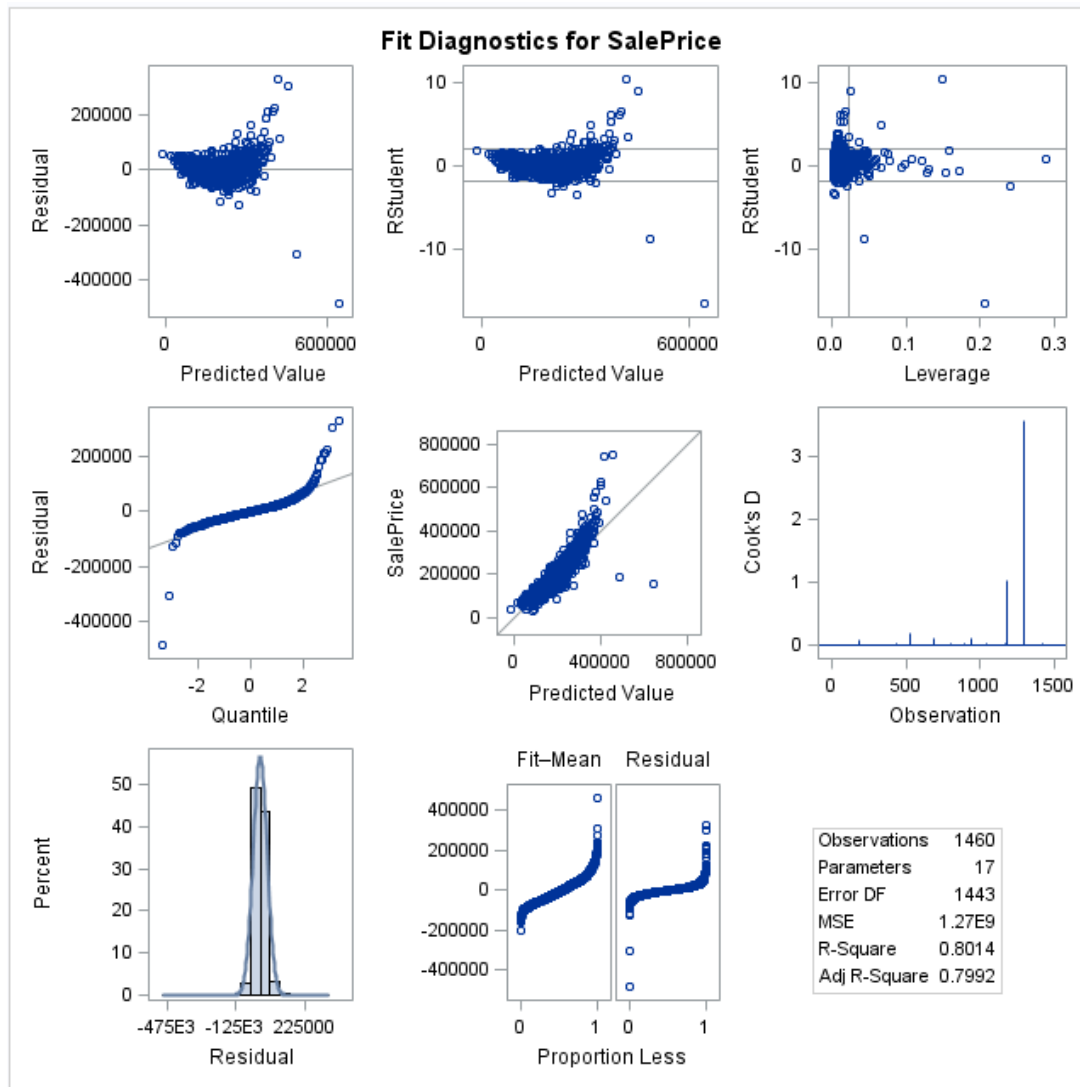 Fit Diagnostics for SalePrice
200000
0
-200000
-400000
Residual
0
600000
Predicted Value
10
0
-10
RStudent
0
600000
Predicted Value
10
0
-10
RStudent
0.0
0.1
0.2
0.3
Leverage
200000
0
-200000
-400000
Residual
-2
0
2
Quantile
800000
600000
400000
200000
0
SalePrice
0
400000
800000
Predicted Value
3
2
1
0
Cook's D
0
500
1000
1500
Observation
50
40
30
20
10
0
Percent
-475E3
-125E3
225000
Residual
Fit–Mean
Residual
400000
200000
0
-200000
-400000
0
1
0
1
Proportion Less
Observations 1460
Parameters 17
Error DF 1443
MSE 1.27E9
R-Square 0.8014
Adj R-Square 0.7992